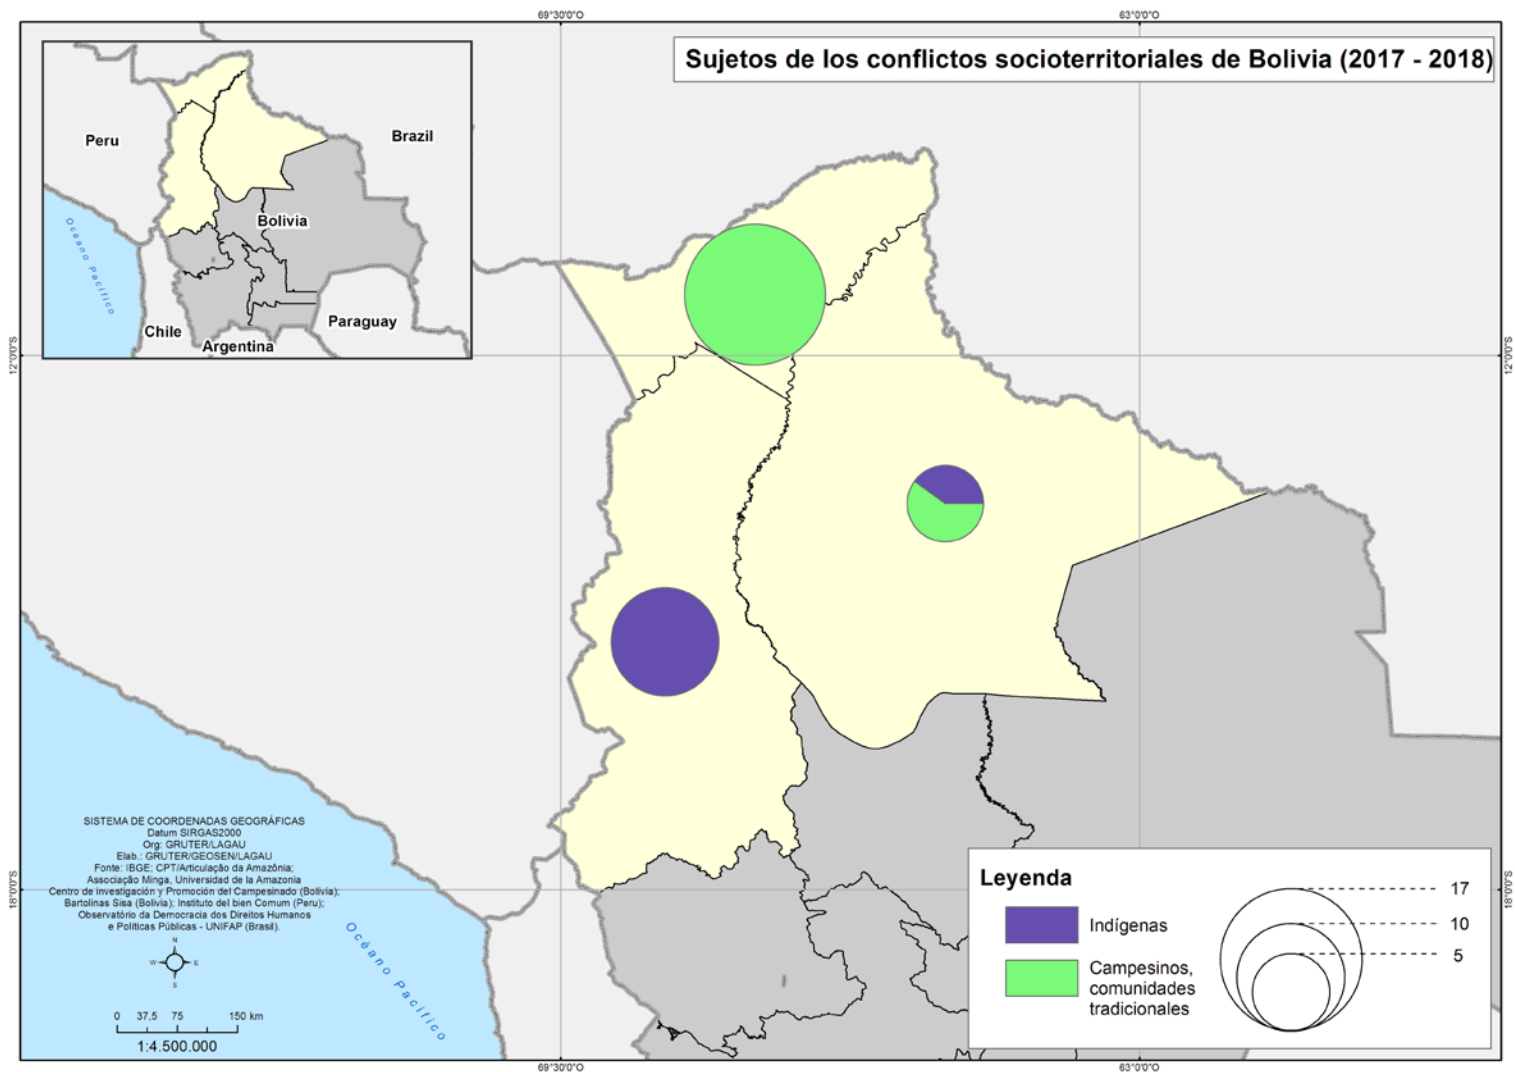 69°30'0"O
63°0'0"O
Sujetos de los conflictos socioterritoriales de Bolivia (2017 - 2018)
Peru
Brazil
Bolivia
Océano Pacífico
Chile
Paraguay
Argentina
12°0'0"S
12°0'0"S
SISTEMA DE COORDENADAS GEOGRÁFICAS
Datum SIRGAS2000
Org: GRUTER/LAGAU
Elab.: GRUTER/GEOSEN/LAGAU
Fonte: IBGE; CPT/Articulação da Amazônia;
Associação Minga, Universidad de la Amazonia
Centro de investigación y Promoción del Campesinado (Bolívia);
Bartolinas Sisa (Bolivia); Instituto del bien Comum (Peru);
Observatório da Democracia dos Direitos Humanos
e Políticas Públicas - UNIFAP (Brasil).
N
W
E
S
0 37,5 75 150 km
1:4.500.000
Océano Pacífico
18°0'0"S
18°0'0"S
Leyenda
Indígenas
Campesinos,
comunidades
tradicionales
17
10
5
69°30'0"O
63°0'0"O